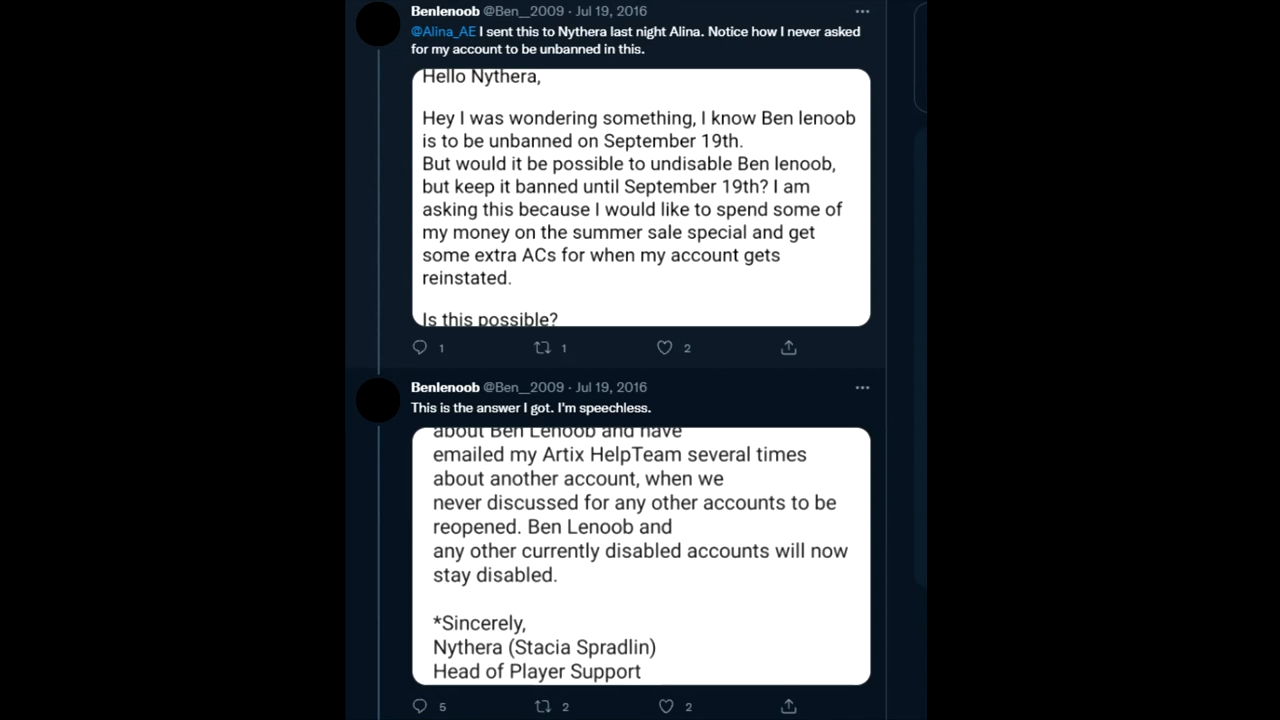 Benlenoob @Ben__2009 · Jul 19, 2016
@Alina_AE I sent this to Nythera last night Alina. Notice how I never asked
for my account to be unbanned in this.
Hello Nythera,
Hey I was wondering something, I know Ben lenoob
is to be unbanned on September 19th.
But would it be possible to undisable Ben lenoob,
but keep it banned until September 19th? I am
asking this because I would like to spend some of
my money on the summer sale special and get
some extra ACs for when my account gets
reinstated.
Is this possible?
1 1 2
Benlenoob @Ben__2009 · Jul 19, 2016
This is the answer I got. I'm speechless.
about Ben Lenoob and have
emailed my Artix HelpTeam several times
about another account, when we
never discussed for any other accounts to be
reopened. Ben Lenoob and
any other currently disabled accounts will now
stay disabled.
*Sincerely,
Nythera (Stacia Spradlin)
Head of Player Support
5 2 2